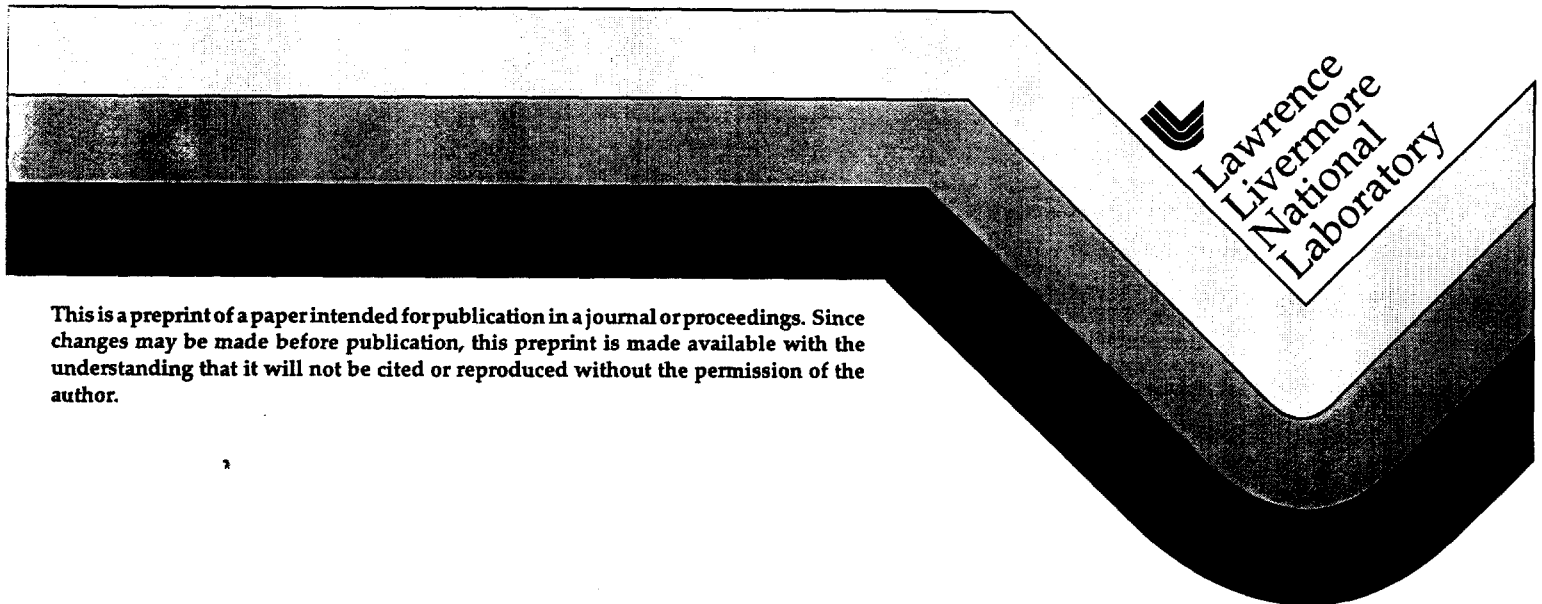 Lawrence
Livermore
National
Laboratory
This is a preprint of a paper intended for publication in a journal or proceedings. Since
changes may be made before publication, this preprint is made available with the
understanding that it will not be cited or reproduced without the permission of the
author.